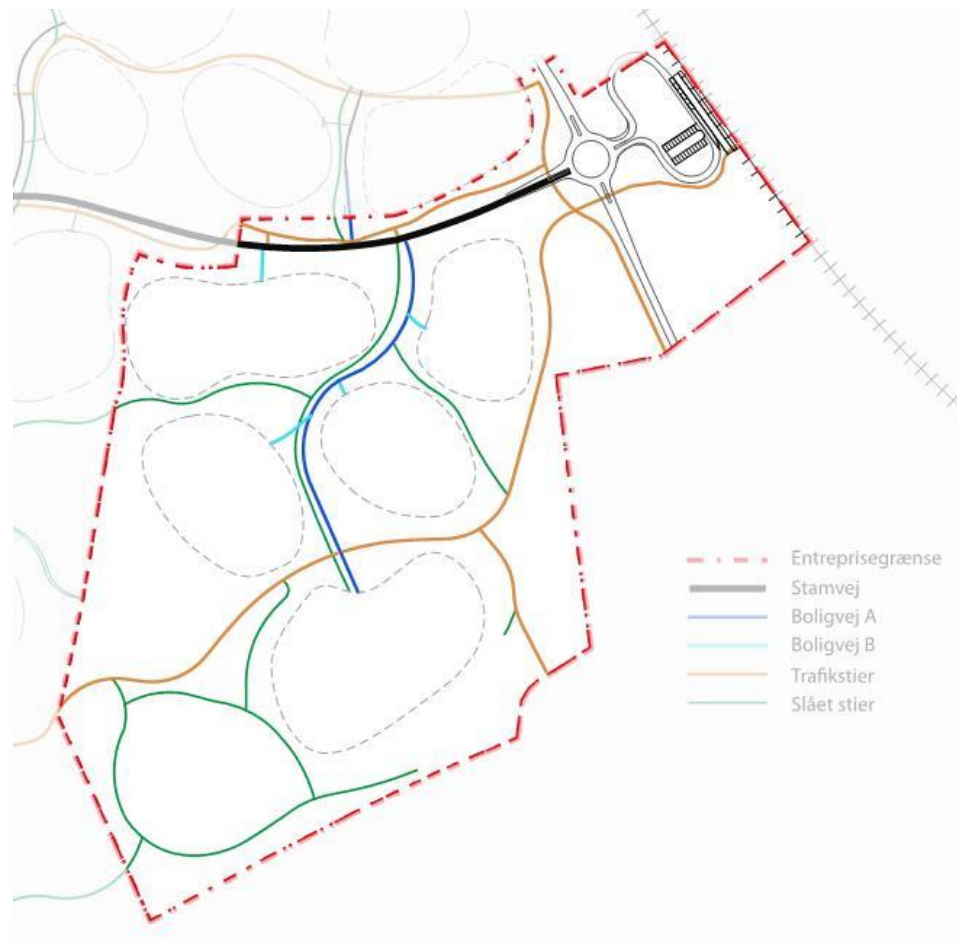 Entreprisegrænse
Stamvej
Boligvej A
Boligvej B
Trafikstier
Slået stier